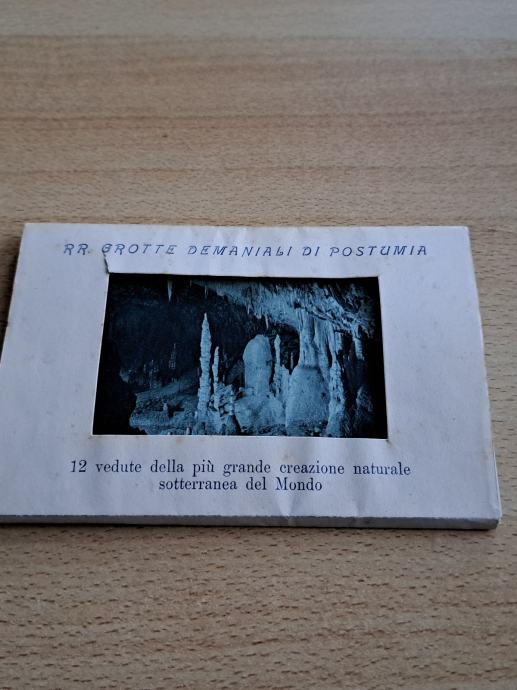 RR. GROTTE DEMANIALI DI POSTUMIA
12 vedute della più grande creazione naturale
sotterranea del Mondo